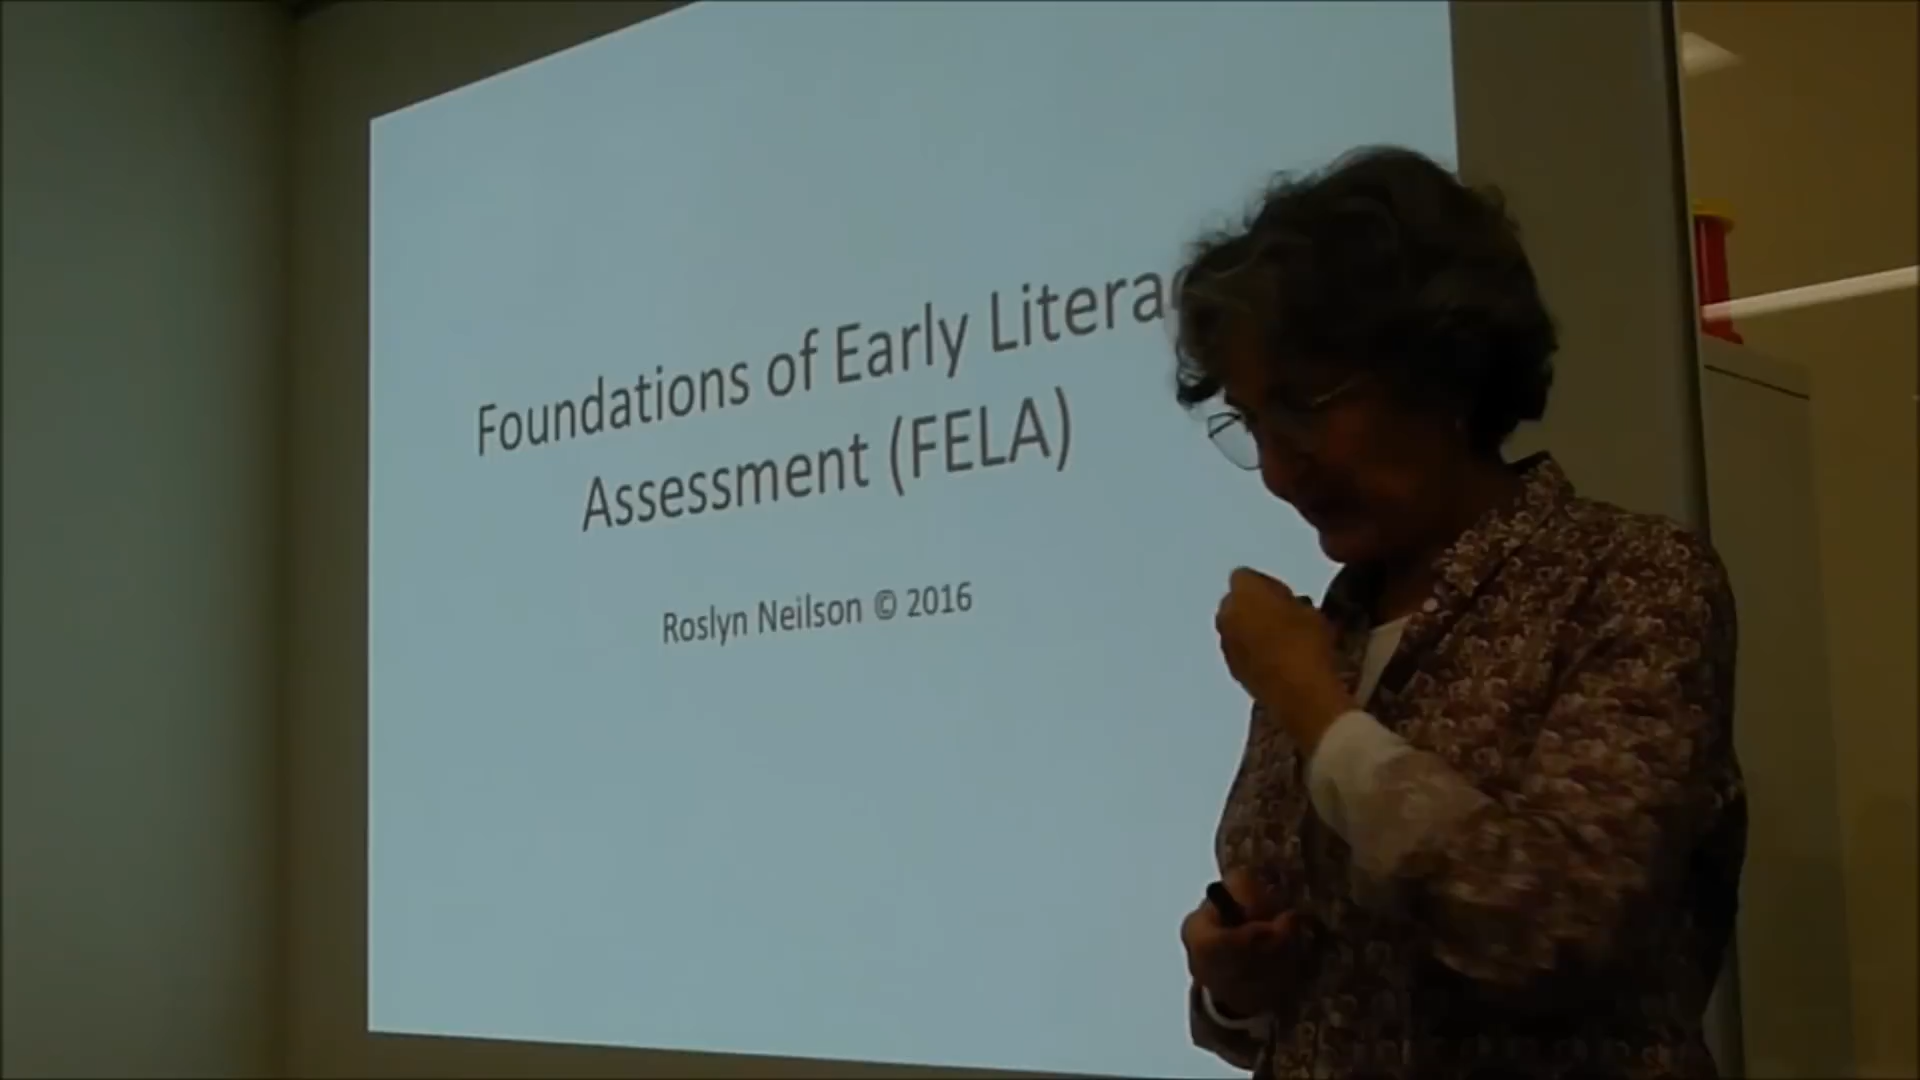 Foundations of Early Litera
Assessment (FELA)
Roslyn Neilson © 2016